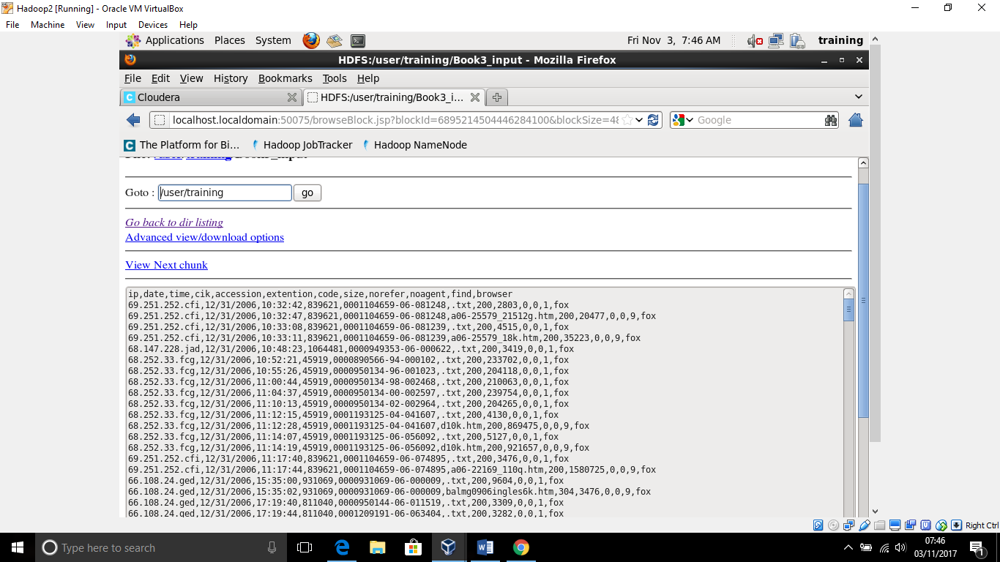 Hadoop2 [Running] - Oracle VM VirtualBox
File Machine View Input Devices Help
Applications Places System Fri Nov 3, 7:46 AM training
HDFS:/user/training/Book3_input - Mozilla Firefox
File Edit View History Bookmarks Tools Help
Cloudera HDFS:/user/training/Book3_i...
localhost.localdomain:50075/browseBlock.jsp?blockId=6895214504446284100&blockSize=48 Google
The Platform for Bi... Hadoop JobTracker Hadoop NameNode
Goto : /user/training go
Go back to dir listing
Advanced view/download options
View Next chunk
ip,date,time,cik,accession,extention,code,size,norefer,noagent,find,browser
69.251.252.cfi,12/31/2006,10:32:42,839621,0001104659-06-081248,.txt,200,2803,0,0,1,fox
69.251.252.cfi,12/31/2006,10:32:47,839621,0001104659-06-081248,a06-25579_21512g.htm,200,20477,0,0,9,fox
69.251.252.cfi,12/31/2006,10:33:08,839621,0001104659-06-081239,.txt,200,4515,0,0,1,fox
69.251.252.cfi,12/31/2006,10:33:11,839621,0001104659-06-081239,a06-25579_18k.htm,200,35223,0,0,9,fox
68.147.228.jad,12/31/2006,10:48:23,1064481,0000949353-06-000622,.txt,200,3419,0,0,1,fox
68.252.33.fcg,12/31/2006,10:52:21,45919,0000890566-94-000102,.txt,200,233702,0,0,1,fox
68.252.33.fcg,12/31/2006,10:55:26,45919,0000950134-96-001023,.txt,200,204118,0,0,1,fox
68.252.33.fcg,12/31/2006,11:00:44,45919,0000950134-98-002468,.txt,200,210063,0,0,1,fox
68.252.33.fcg,12/31/2006,11:04:37,45919,0000950134-00-002597,.txt,200,239754,0,0,1,fox
68.252.33.fcg,12/31/2006,11:10:13,45919,0000950134-02-002964,.txt,200,204265,0,0,1,fox
68.252.33.fcg,12/31/2006,11:12:15,45919,0001193125-04-041607,.txt,200,4130,0,0,1,fox
68.252.33.fcg,12/31/2006,11:12:28,45919,0001193125-04-041607,d10k.htm,200,869475,0,0,9,fox
68.252.33.fcg,12/31/2006,11:14:07,45919,0001193125-06-056092,.txt,200,5127,0,0,1,fox
68.252.33.fcg,12/31/2006,11:14:19,45919,0001193125-06-056092,d10k.htm,200,921657,0,0,9,fox
69.251.252.cfi,12/31/2006,11:17:40,839621,0001104659-06-074895,.txt,200,3476,0,0,1,fox
69.251.252.cfi,12/31/2006,11:17:44,839621,0001104659-06-074895,a06-22169_110q.htm,200,1580725,0,0,9,fox
66.108.24.ged,12/31/2006,15:35:00,931069,0000931069-06-000009,.txt,200,9604,0,0,1,fox
66.108.24.ged,12/31/2006,15:35:02,931069,0000931069-06-000009,balmg0906ingles6k.htm,304,3476,0,0,9,fox
66.108.24.ged,12/31/2006,17:19:40,811040,0000950144-06-011519,.txt,200,3309,0,0,1,fox
66.108.24.ged,12/31/2006,17:19:44,811040,0001209191-06-063404,.txt,200,3282,0,0,1,fox
Right Ctrl
Type here to search
07:46
03/11/2017
1